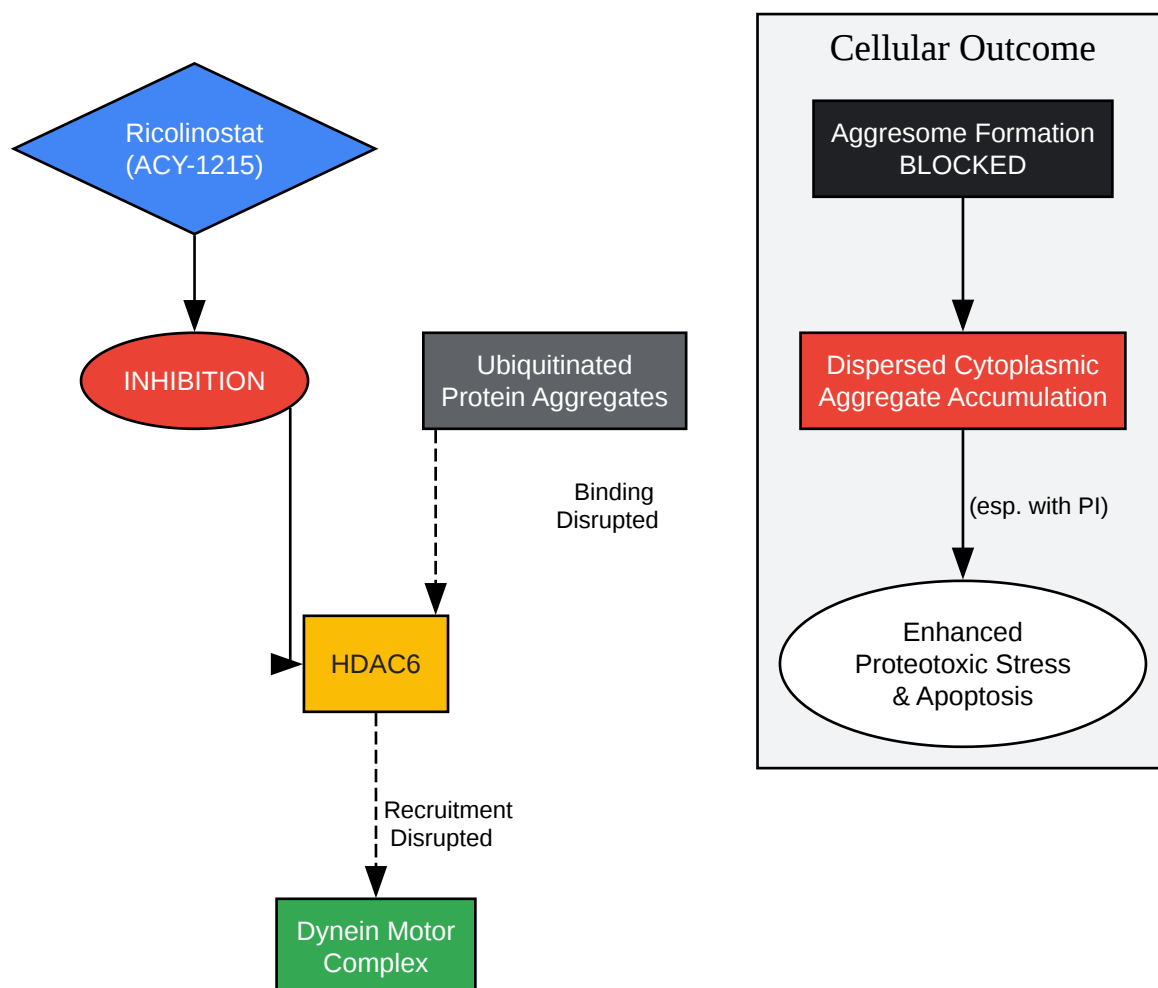 Ricolinostat
(ACY-1215)
INHIBITION
Ubiquitinated
Protein Aggregates
Binding
Disrupted
HDAC6
Recruitment
Disrupted
Dynein Motor
Complex
Cellular Outcome
Aggresome Formation
BLOCKED
Dispersed Cytoplasmic
Aggregate Accumulation
(esp. with PI)
Enhanced
Proteotoxic Stress
& Apoptosis